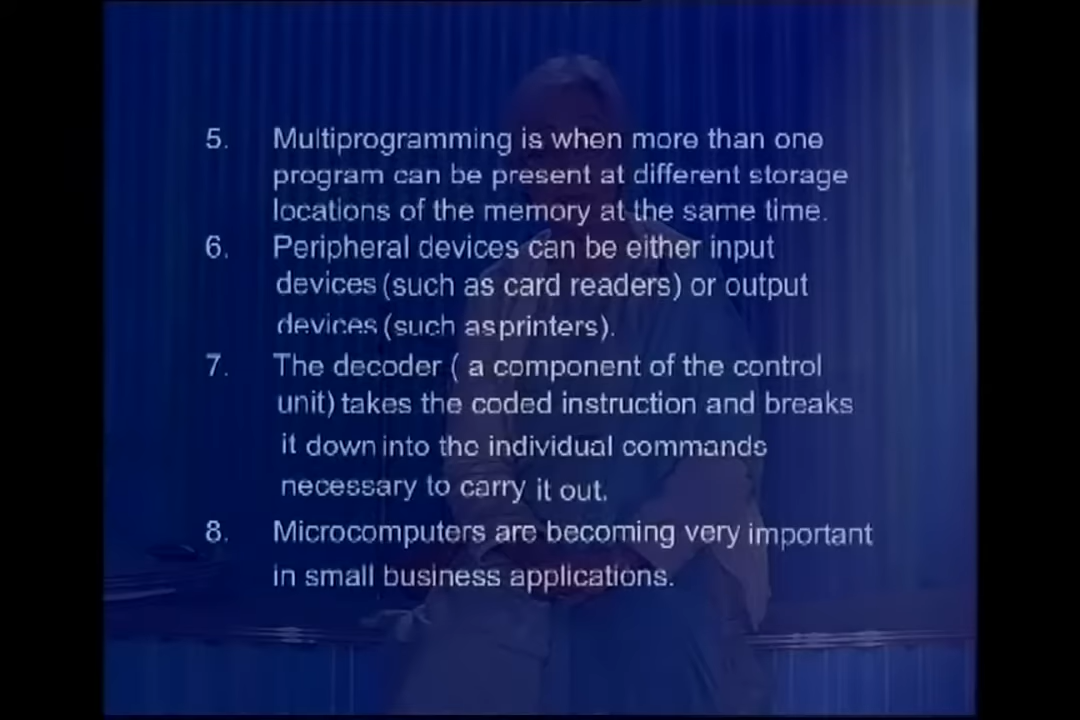 5. Multiprogramming is when more than one
program can be present at different storage
locations of the memory at the same time.
6. Peripheral devices can be either input
devices (such as card readers) or output
devices (such asprinters).
7. The decoder ( a component of the control
unit) takes the coded instruction and breaks
it down into the individual commands
necessary to carry it out.
8. Microcomputers are becoming very important
in small business applications.